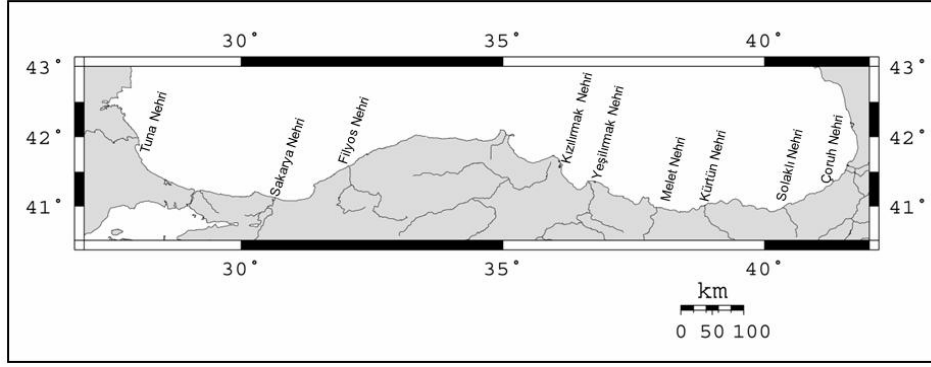 30° 35° 40°
43° 43°
42° 42°
41° 41°
Tuna Nehri
Sakarya Nehri
Filyos Nehri
Kızılırmak Nehri
Yeşilırmak Nehri
Melet Nehri
Kürtün Nehri
Solaklı Nehri
Çoruh Nehri
30° 35° 40°
km
0 50 100